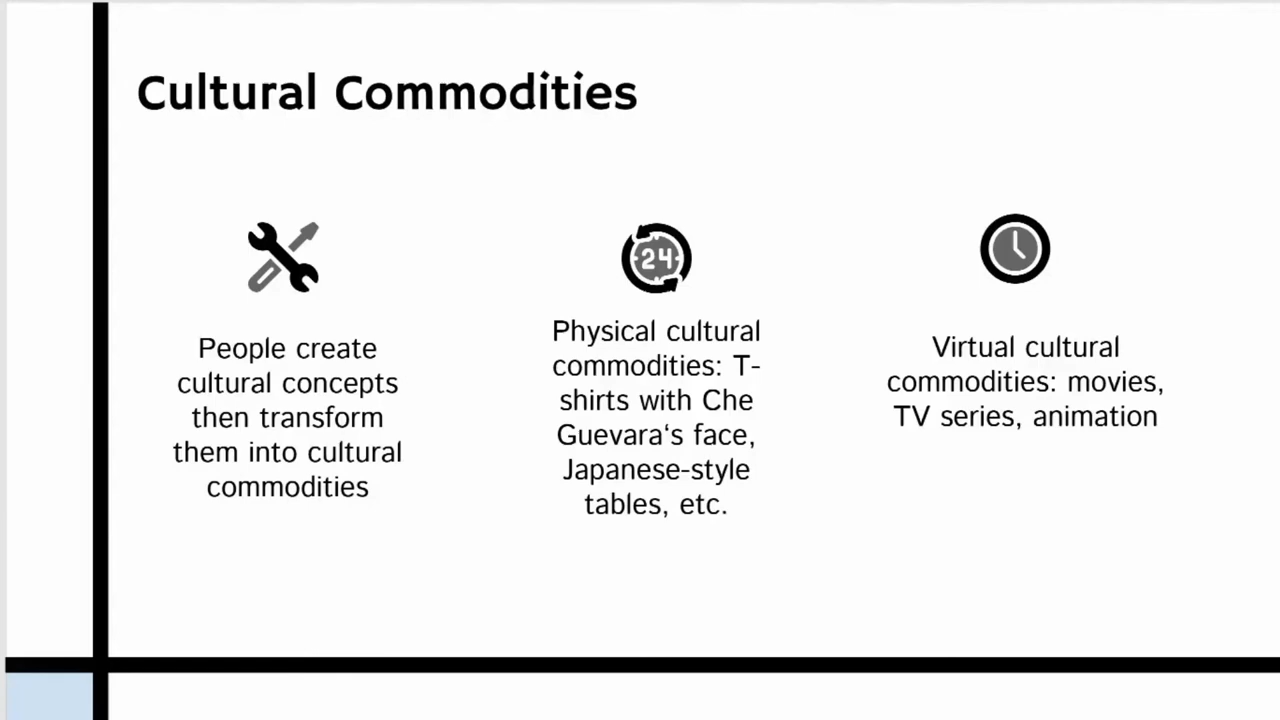 Cultural Commodities
24
People create
cultural concepts
then transform
them into cultural
commodities
Physical cultural
commodities: T-
shirts with Che
Guevara‘s face,
Japanese-style
tables, etc.
Virtual cultural
commodities: movies,
TV series, animation